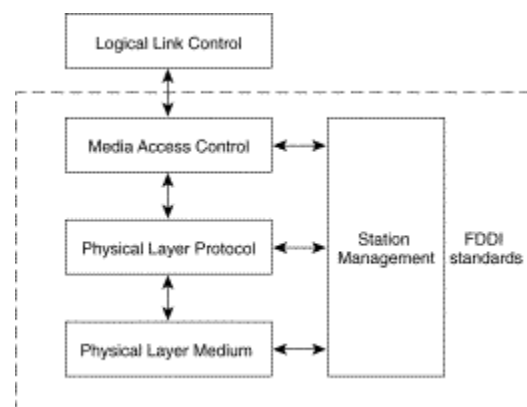 Logical Link Control
Media Access Control
Physical Layer Protocol
Physical Layer Medium
Station
Management
FDDI
standards